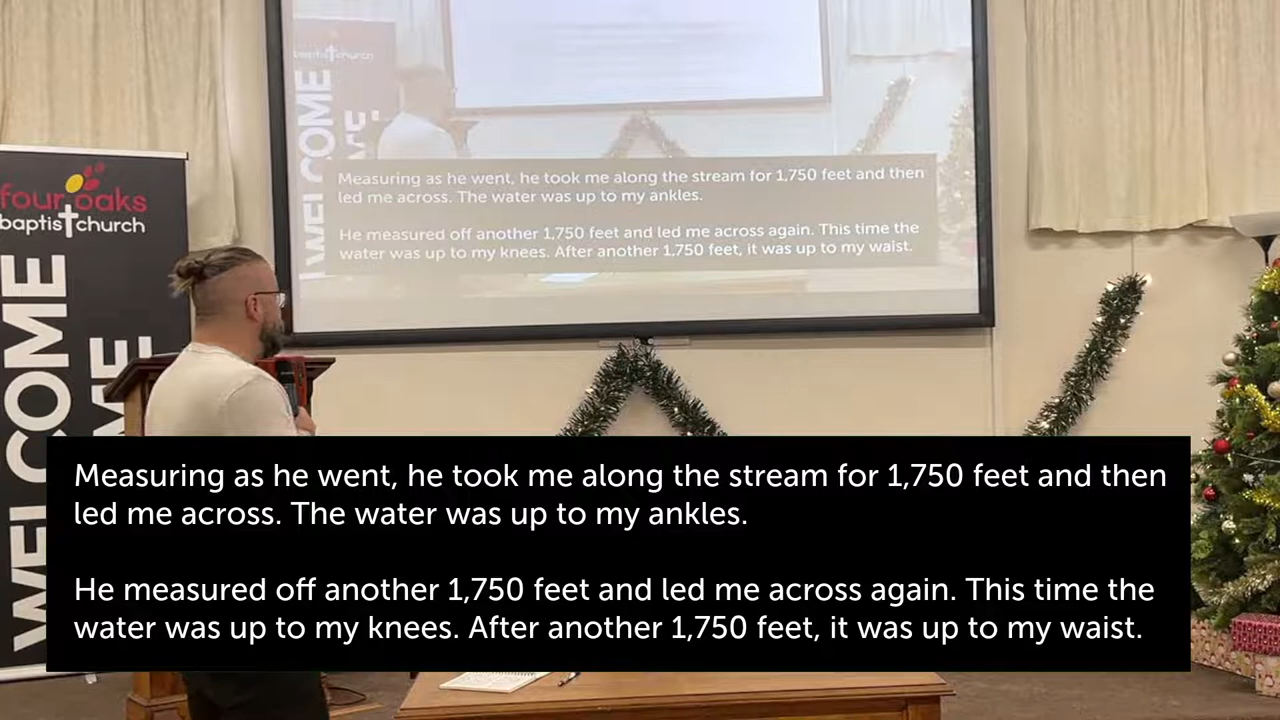 four oaks
baptist church
WELCOME
baptist church
WELCOME
Measuring as he went, he took me along the stream for 1,750 feet and then
led me across. The water was up to my ankles.
He measured off another 1,750 feet and led me across again. This time the
water was up to my knees. After another 1,750 feet, it was up to my waist.
Measuring as he went, he took me along the stream for 1,750 feet and then
led me across. The water was up to my ankles.
He measured off another 1,750 feet and led me across again. This time the
water was up to my knees. After another 1,750 feet, it was up to my waist.